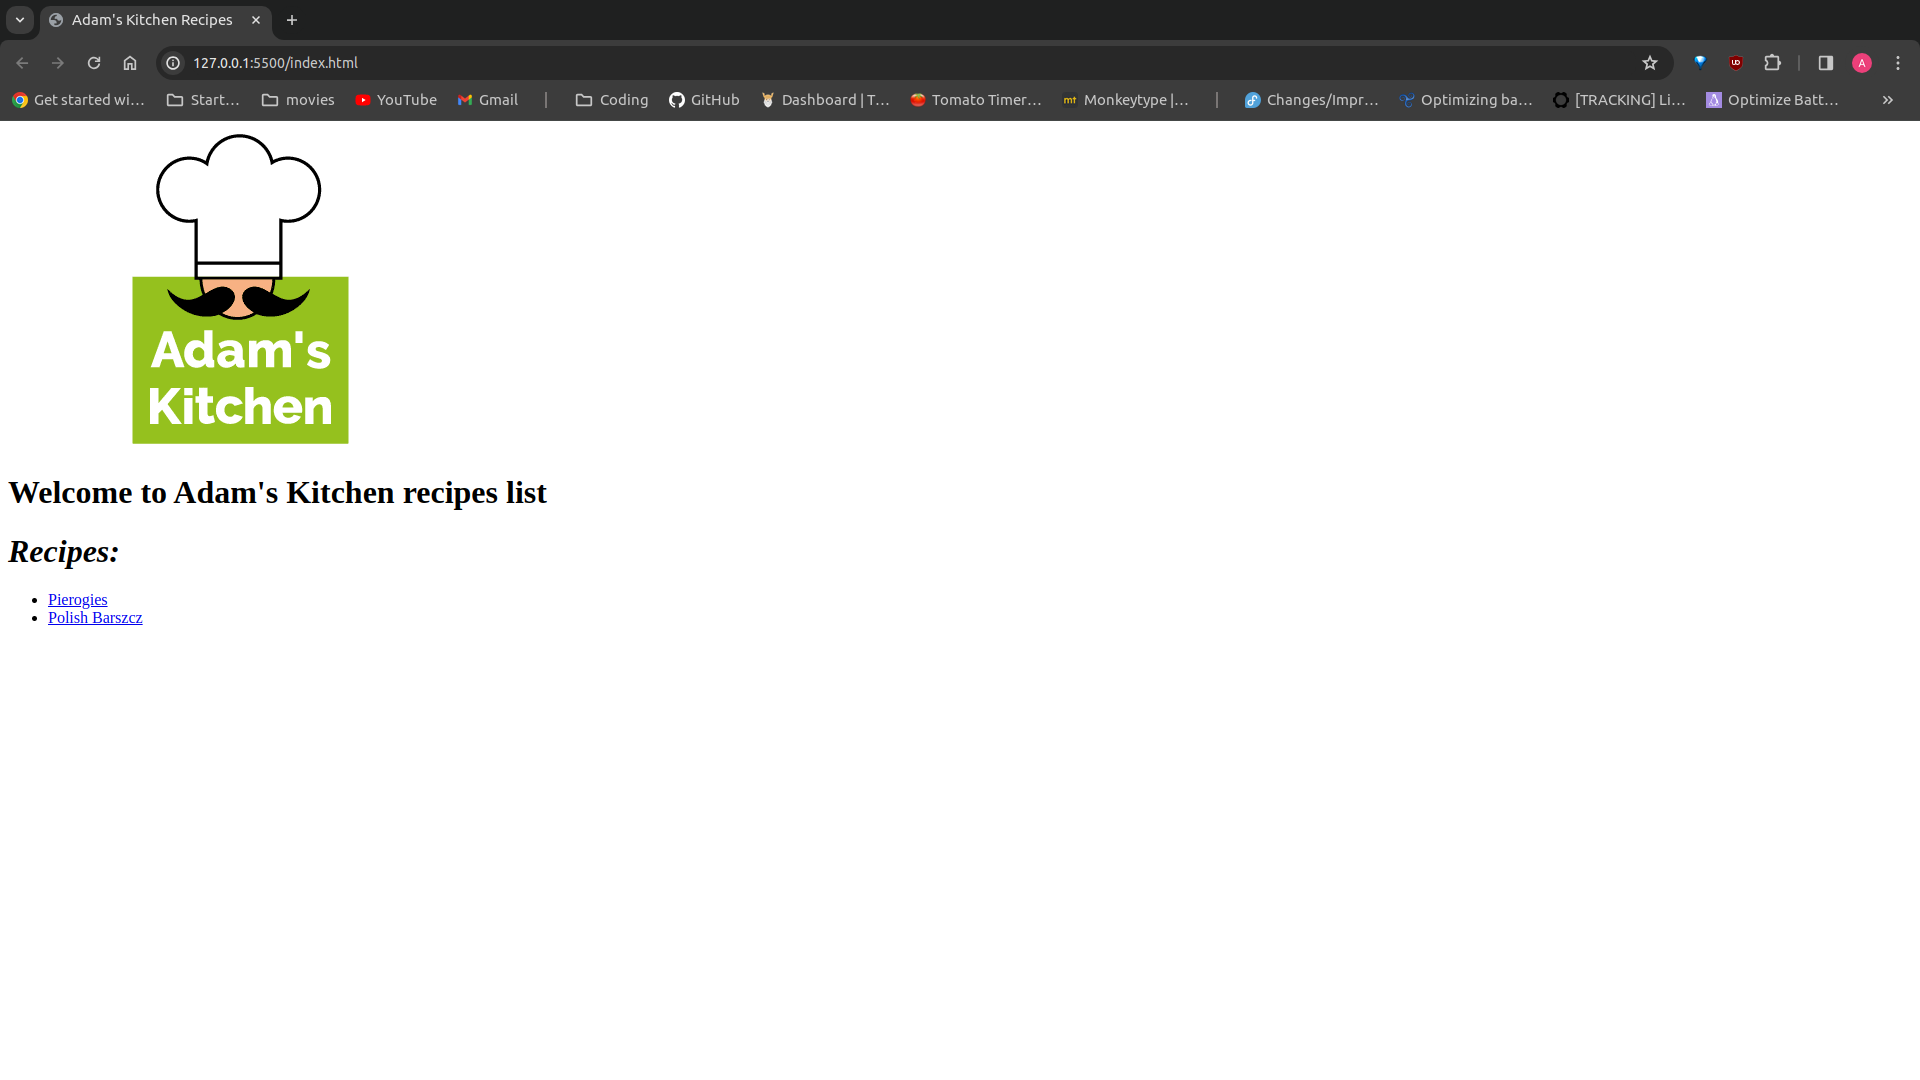 Adam's Kitchen Recipes
127.0.0.1:5500/index.html
Get started wi... Start... movies YouTube Gmail | Coding GitHub Dashboard | T... Tomato Timer... mt Monkeytype |... | Changes/Impr... Optimizing ba... [TRACKING] Li... Optimize Batt... »
A
Adam's
Kitchen
Welcome to Adam's Kitchen recipes list
Recipes:
• Pierogies
• Polish Barszcz